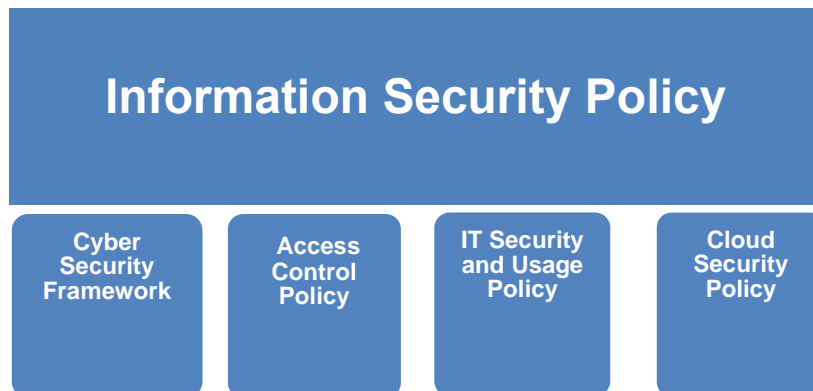 Information Security Policy
Cyber
Security
Framework
Access
Control
Policy
IT Security
and Usage
Policy
Cloud
Security
Policy